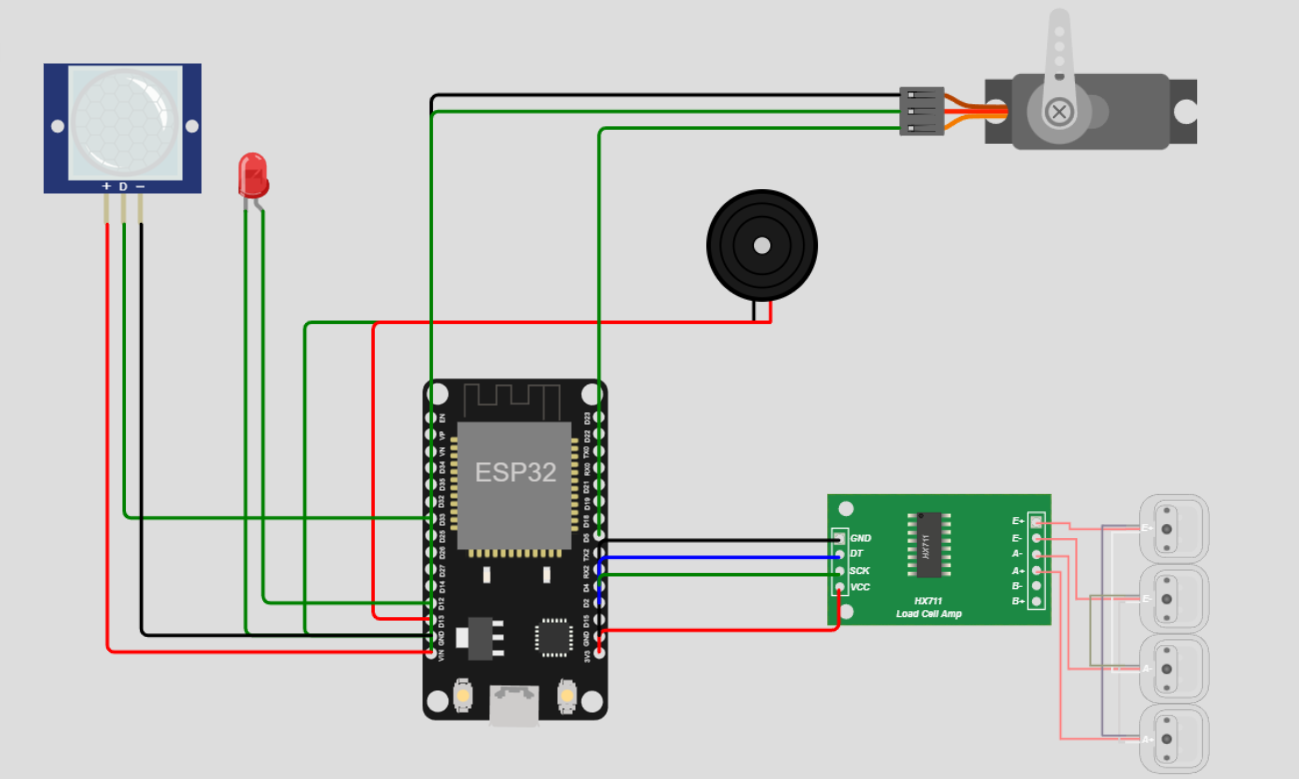 + D −
ESP32
EN
VP
VN
D34
D35
D32
D33
D25
D26
D27
D14
D12
D13
GND
VIN
D23
D22
TX0
RX0
D21
D19
D18
D5
TX2
RX2
D4
D2
D15
GND
3V3
GND
DT
SCK
VCC
HX711
HX711
Load Cell Amp
E+
E-
A-
A+
B-
B+
E+
E-
A-
A+